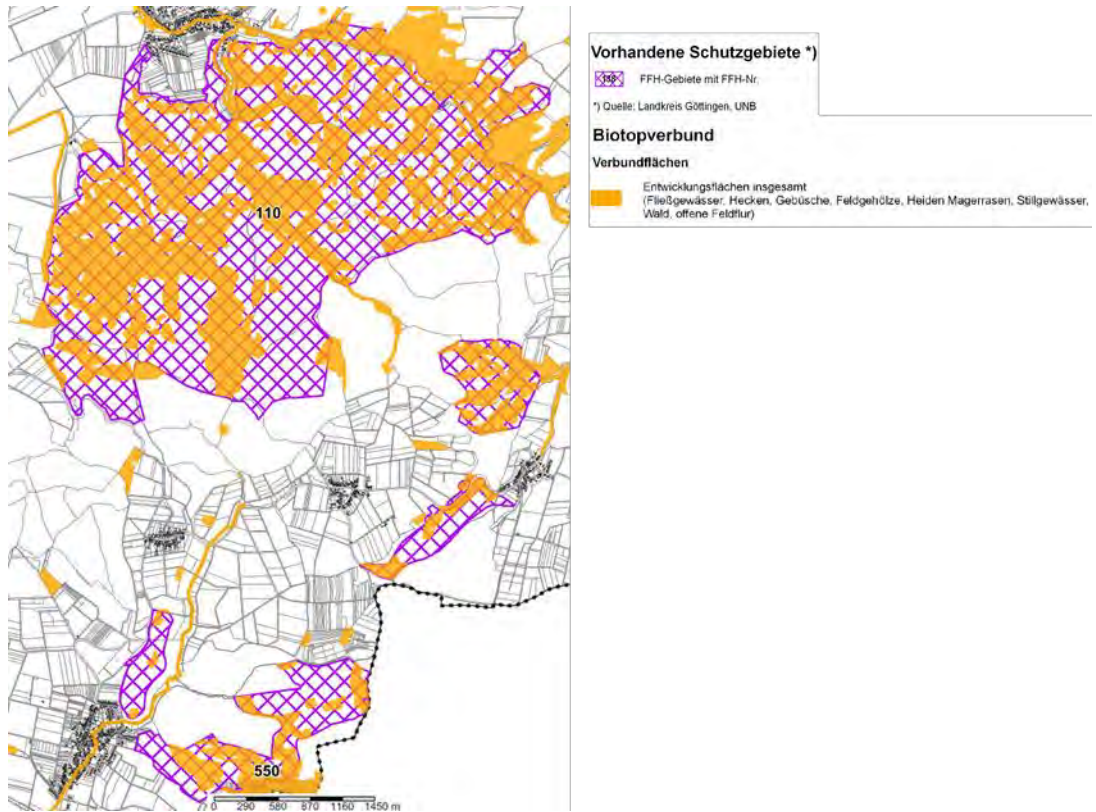 110
550
0 290 580 870 1160 1450 m
Vorhandene Schutzgebiete *)
FFH-Gebiete mit FFH-Nr.
*) Quelle: Landkreis Göttingen, UNB
Biotopverbund
Verbundflächen
Entwicklungsflächen insgesamt
(Fließgewässer, Hecken, Gebüsche, Feldgehölze, Heiden Magerrasen, Stillgewässer,
Wald, offene Feldflur)